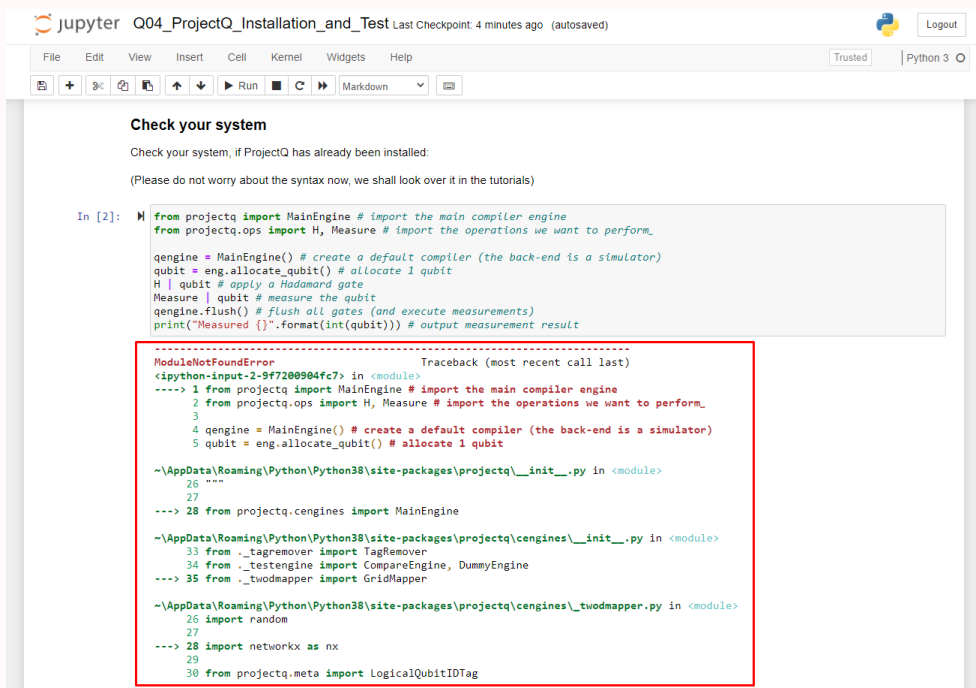 jupyter Q04_ProjectQ_Installation_and_Test Last Checkpoint: 4 minutes ago (autosaved)
Logout
File Edit View Insert Cell Kernel Widgets Help
Trusted
Python 3
Run
Markdown
Check your system
Check your system, if ProjectQ has already been installed:
(Please do not worry about the syntax now, we shall look over it in the tutorials)
In [2]:
from projectq import MainEngine # import the main compiler engine
from projectq.ops import H, Measure # import the operations we want to perform_
qengine = MainEngine() # create a default compiler (the back-end is a simulator)
qubit = eng.allocate_qubit() # allocate 1 qubit
H | qubit # apply a Hadamard gate
Measure | qubit # measure the qubit
qengine.flush() # flush all gates (and execute measurements)
print("Measured {}".format(int(qubit))) # output measurement result
---------------------------------------------------------------------------
ModuleNotFoundError Traceback (most recent call last)
<ipython-input-2-9f7200904fc7> in <module>
----> 1 from projectq import MainEngine # import the main compiler engine
2 from projectq.ops import H, Measure # import the operations we want to perform_
3
4 qengine = MainEngine() # create a default compiler (the back-end is a simulator)
5 qubit = eng.allocate_qubit() # allocate 1 qubit
~\AppData\Roaming\Python\Python38\site-packages\projectq\__init__.py in <module>
26 """
27
---> 28 from projectq.cengines import MainEngine
~\AppData\Roaming\Python\Python38\site-packages\projectq\cengines\__init__.py in <module>
33 from ._tagremover import TagRemover
34 from ._testengine import CompareEngine, DummyEngine
---> 35 from ._twodmapper import GridMapper
~\AppData\Roaming\Python\Python38\site-packages\projectq\cengines\_twodmapper.py in <module>
26 import random
27
---> 28 import networkx as nx
29
30 from projectq.meta import LogicalQubitIDTag